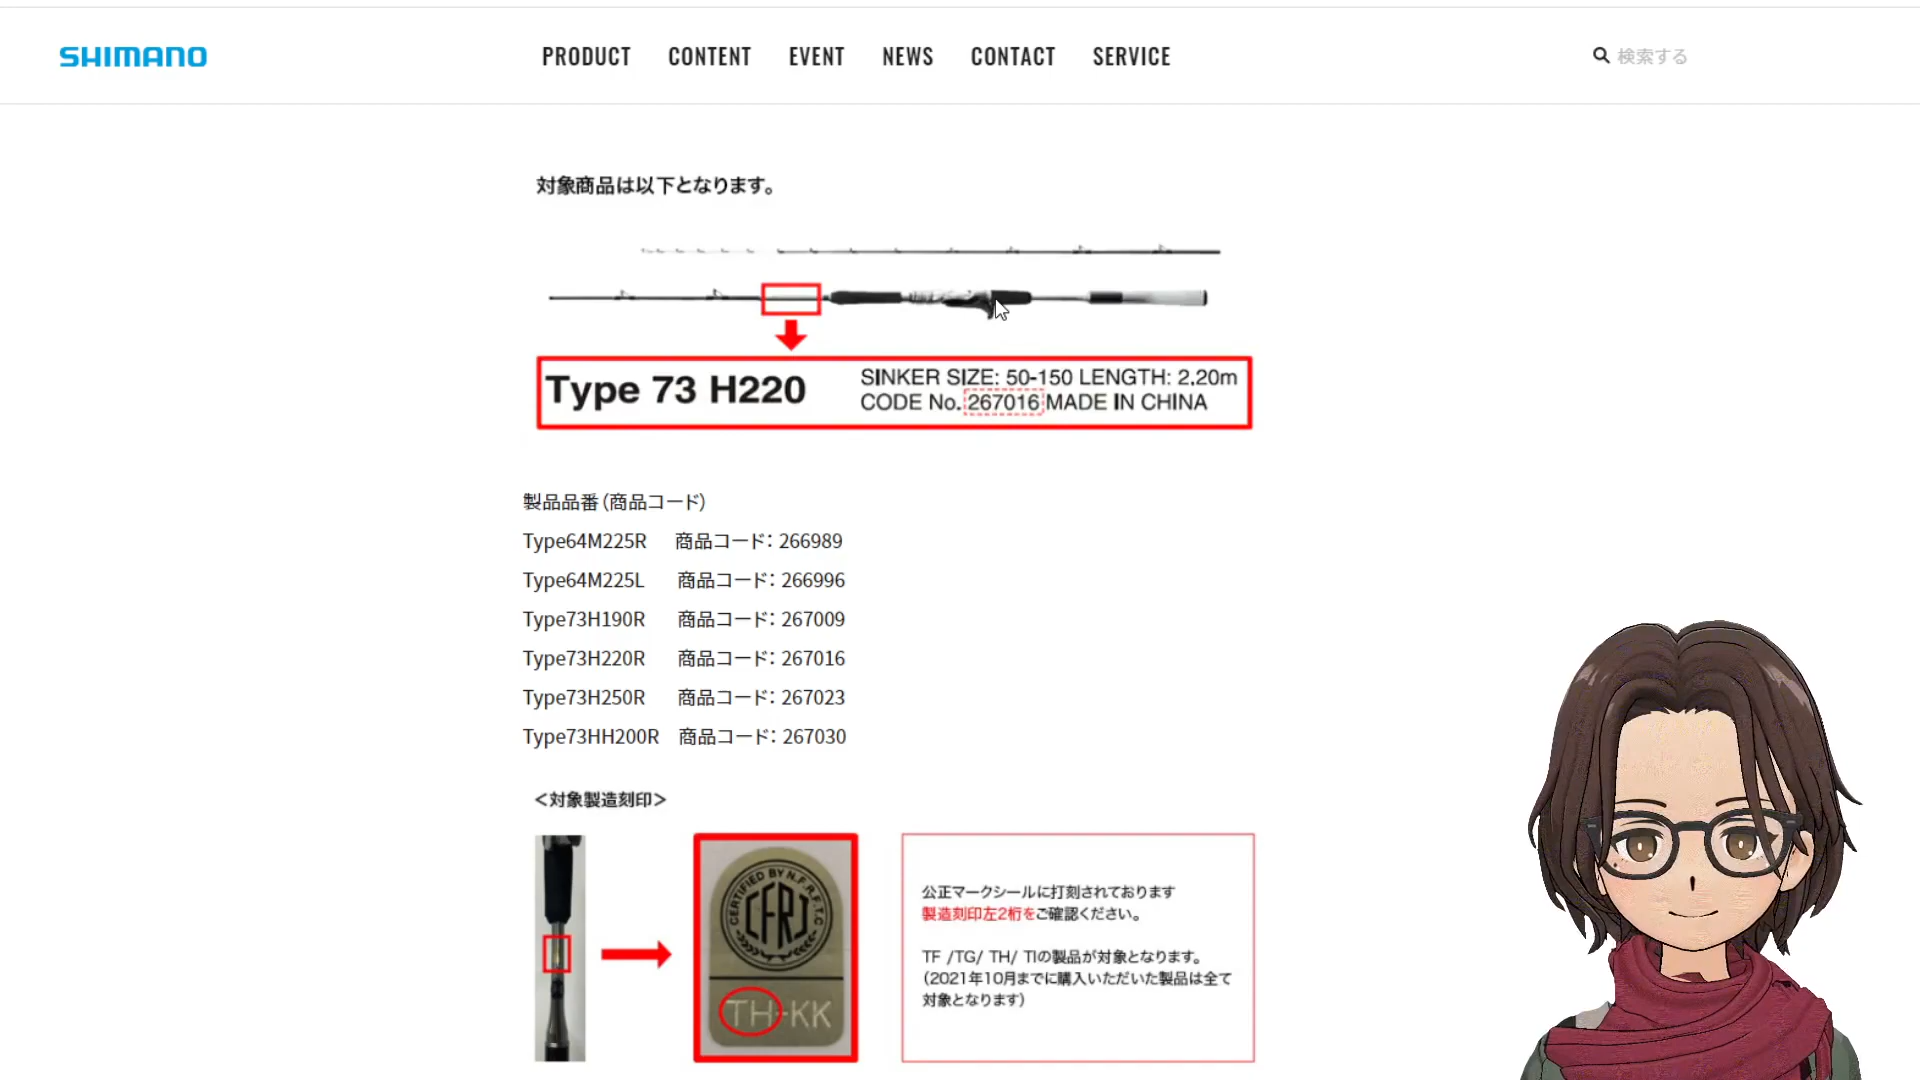 SHIMANO
PRODUCT CONTENT EVENT NEWS CONTACT SERVICE
検索する
対象商品は以下となります。
Type 73 H220
SINKER SIZE: 50-150 LENGTH: 2,20m
CODE No. 267016 MADE IN CHINA
製品品番(商品コード)
Type64M225R 商品コード: 266989
Type64M225L 商品コード: 266996
Type73H190R 商品コード: 267009
Type73H220R 商品コード: 267016
Type73H250R 商品コード: 267023
Type73HH200R 商品コード: 267030
<対象製造刻印>
CERTIFIED BY N.F.R.F.T.C
CFRJ
TH-KK
公正マークシールに打刻されております
製造刻印左2桁をご確認ください。
TF /TG/ TH/ TIの製品が対象となります。
(2021年10月までに購入いただいた製品は全て
対象となります)